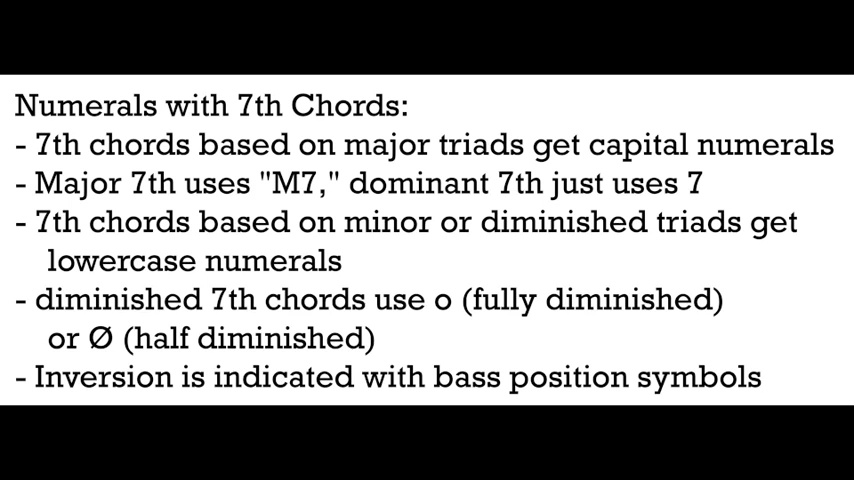 Numerals with 7th Chords:
- 7th chords based on major triads get capital numerals
- Major 7th uses "M7," dominant 7th just uses 7
- 7th chords based on minor or diminished triads get
lowercase numerals
- diminished 7th chords use o (fully diminished)
or Ø (half diminished)
- Inversion is indicated with bass position symbols